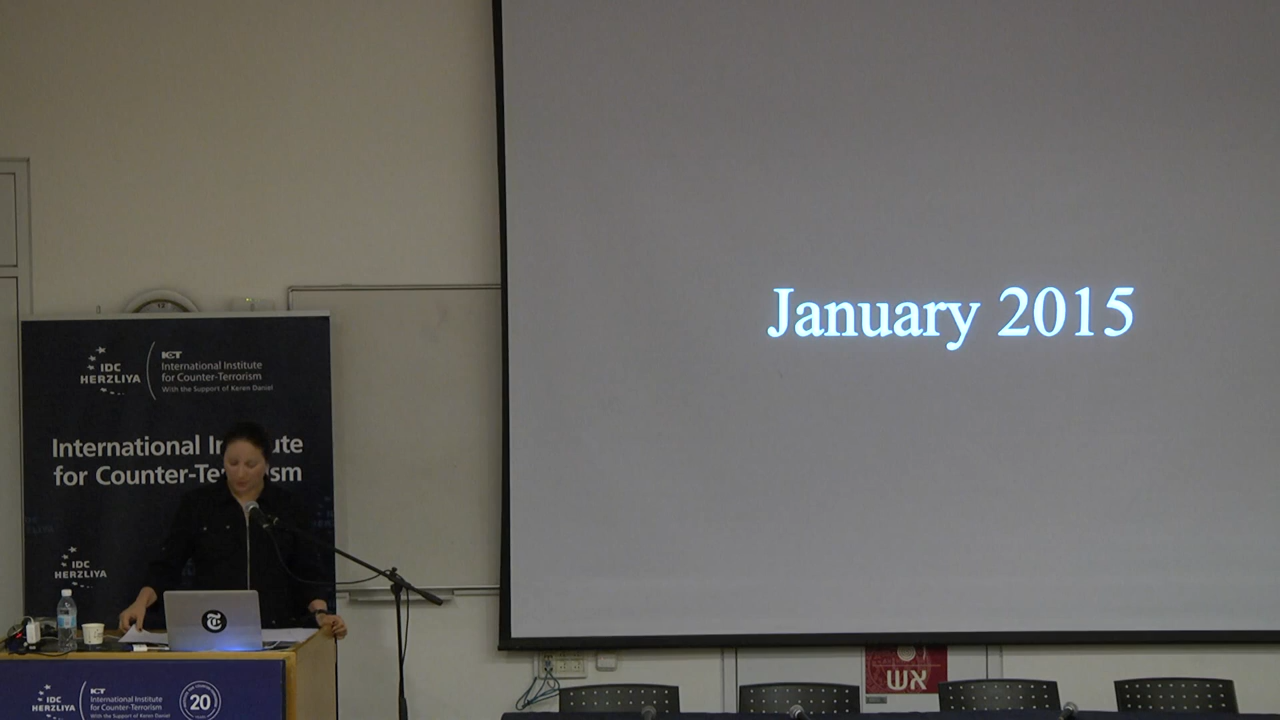 January 2015
IDC
HERZLIYA
ICT
International Institute
for Counter-Terrorism
With the Support of Keren Daniel
International In ute
for Counter-Te sm
IDC
HERZLIYA
T
אש
IDC
HERZLIYA
ICT
International Institute
for Counter-Terrorism
With the Support of Keren Daniel
20